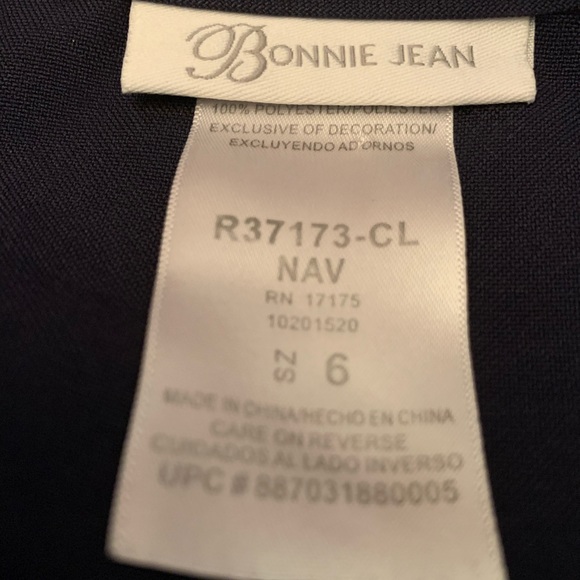 BONNIE JEAN
100% POLYESTER/POLIESTER
EXCLUSIVE OF DECORATION/
EXCLUYENDO ADORNOS
R37173-CL
NAV
RN 17175
10201520
SZ 6
MADE IN CHINA/HECHO EN CHINA
CARE ON REVERSE
CUIDADOS AL LADO INVERSO
UPC # 887031880005